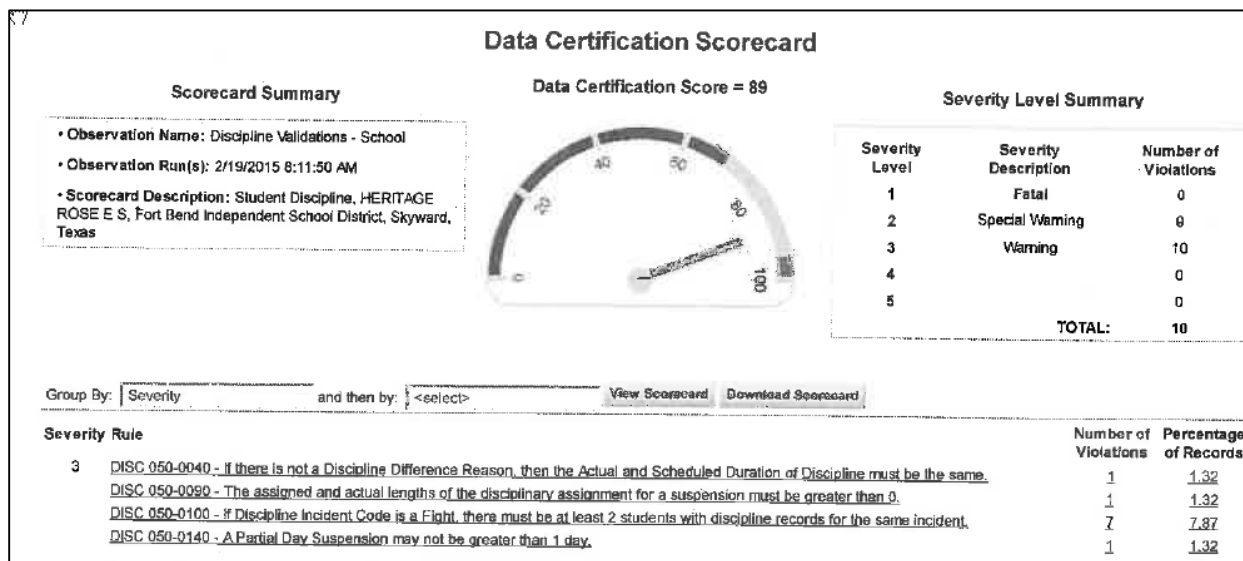 Data Certification Scorecard
Scorecard Summary
• Observation Name: Discipline Validations - School
• Observation Run(s): 2/19/2015 8:11:50 AM
• Scorecard Description: Student Discipline, HERITAGE
ROSE E S, Fort Bend Independent School District, Skyward,
Texas
Data Certification Score = 89
0
20
40
80
100
Severity Level Summary
Severity Level Severity Description Number of Violations
1 Fatal 0
2 Special Warning 0
3 Warning 10
4 0
5 0
TOTAL: 10
Group By: Severity and then by: <select> View Scorecard Download Scorecard
Severity Rule Number of Violations Percentage of Records
3 DISC 050-0040 - If there is not a Discipline Difference Reason, then the Actual and Scheduled Duration of Discipline must be the same. 1 1.32
DISC 050-0090 - The assigned and actual lengths of the disciplinary assignment for a suspension must be greater than 0. 1 1.32
DISC 050-0100 - If Discipline Incident Code is a Fight, there must be at least 2 students with discipline records for the same incident. 7 7.87
DISC 050-0140 - A Partial Day Suspension may not be greater than 1 day. 1 1.32